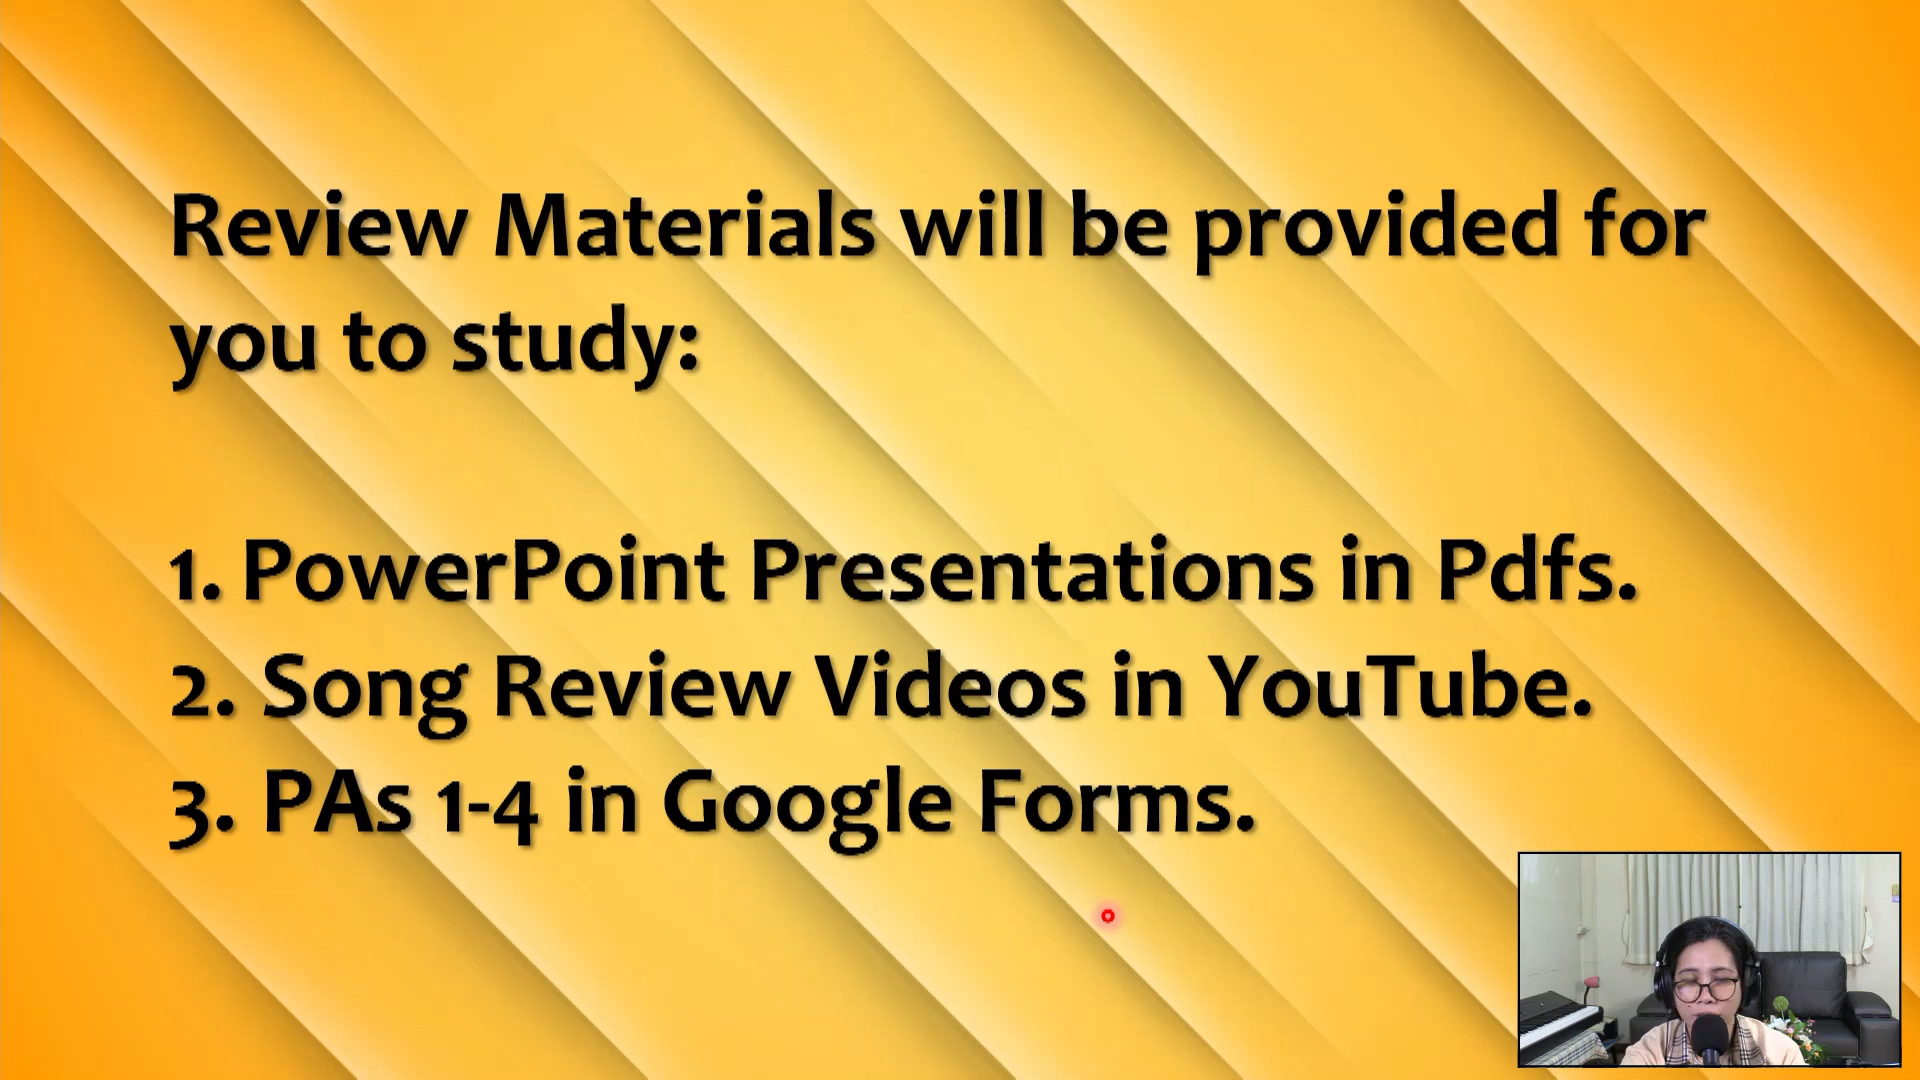 Review Materials will be provided for
you to study:
1. PowerPoint Presentations in Pdfs.
2. Song Review Videos in YouTube.
3. PAs 1-4 in Google Forms.